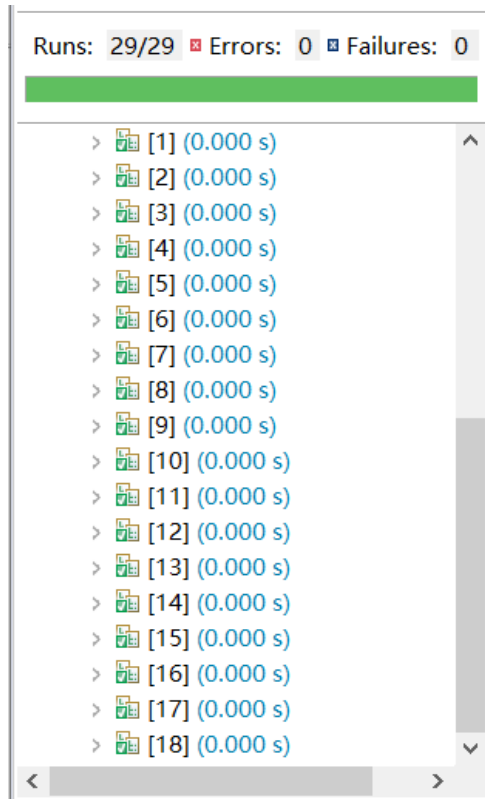 Runs: 29/29 Errors: 0 Failures: 0
[1] (0.000 s)
[2] (0.000 s)
[3] (0.000 s)
[4] (0.000 s)
[5] (0.000 s)
[6] (0.000 s)
[7] (0.000 s)
[8] (0.000 s)
[9] (0.000 s)
[10] (0.000 s)
[11] (0.000 s)
[12] (0.000 s)
[13] (0.000 s)
[14] (0.000 s)
[15] (0.000 s)
[16] (0.000 s)
[17] (0.000 s)
[18] (0.000 s)